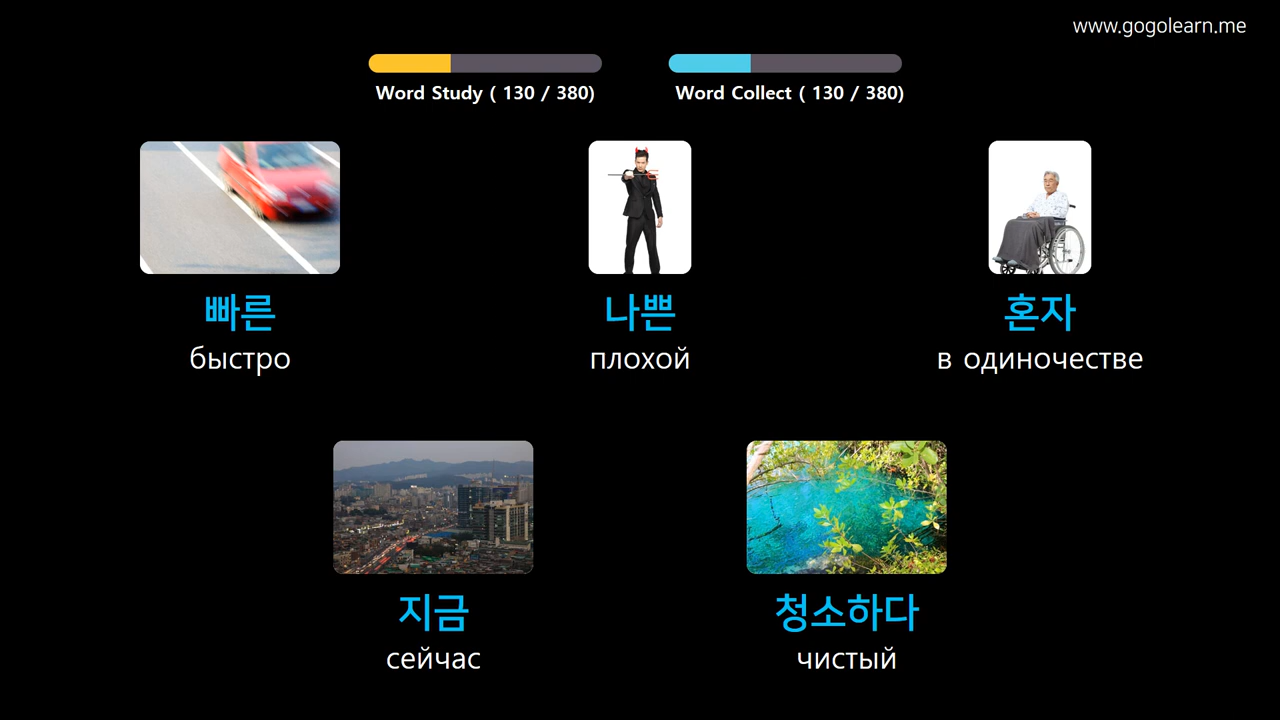 www.gogolearn.me
Word Study ( 130 / 380)
Word Collect ( 130 / 380)
빠른
быстро
나쁜
плохой
혼자
в одиночестве
지금
сейчас
청소하다
чистый